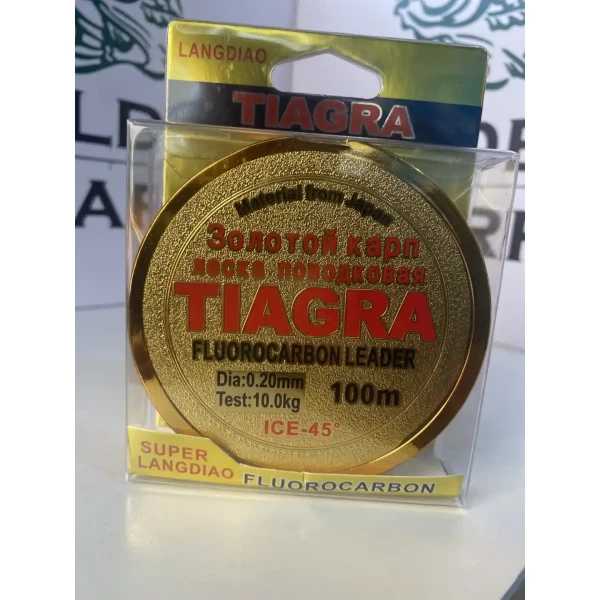 LANGDIAO
TIAGRA
Material from Japan
Золотой карп
леска поводковая
TIAGRA
FLUOROCARBON LEADER
Dia:0.20mm
Test:10.0kg
100m
ICE-45°
SUPER
LANGDIAO
FLUOROCARBON